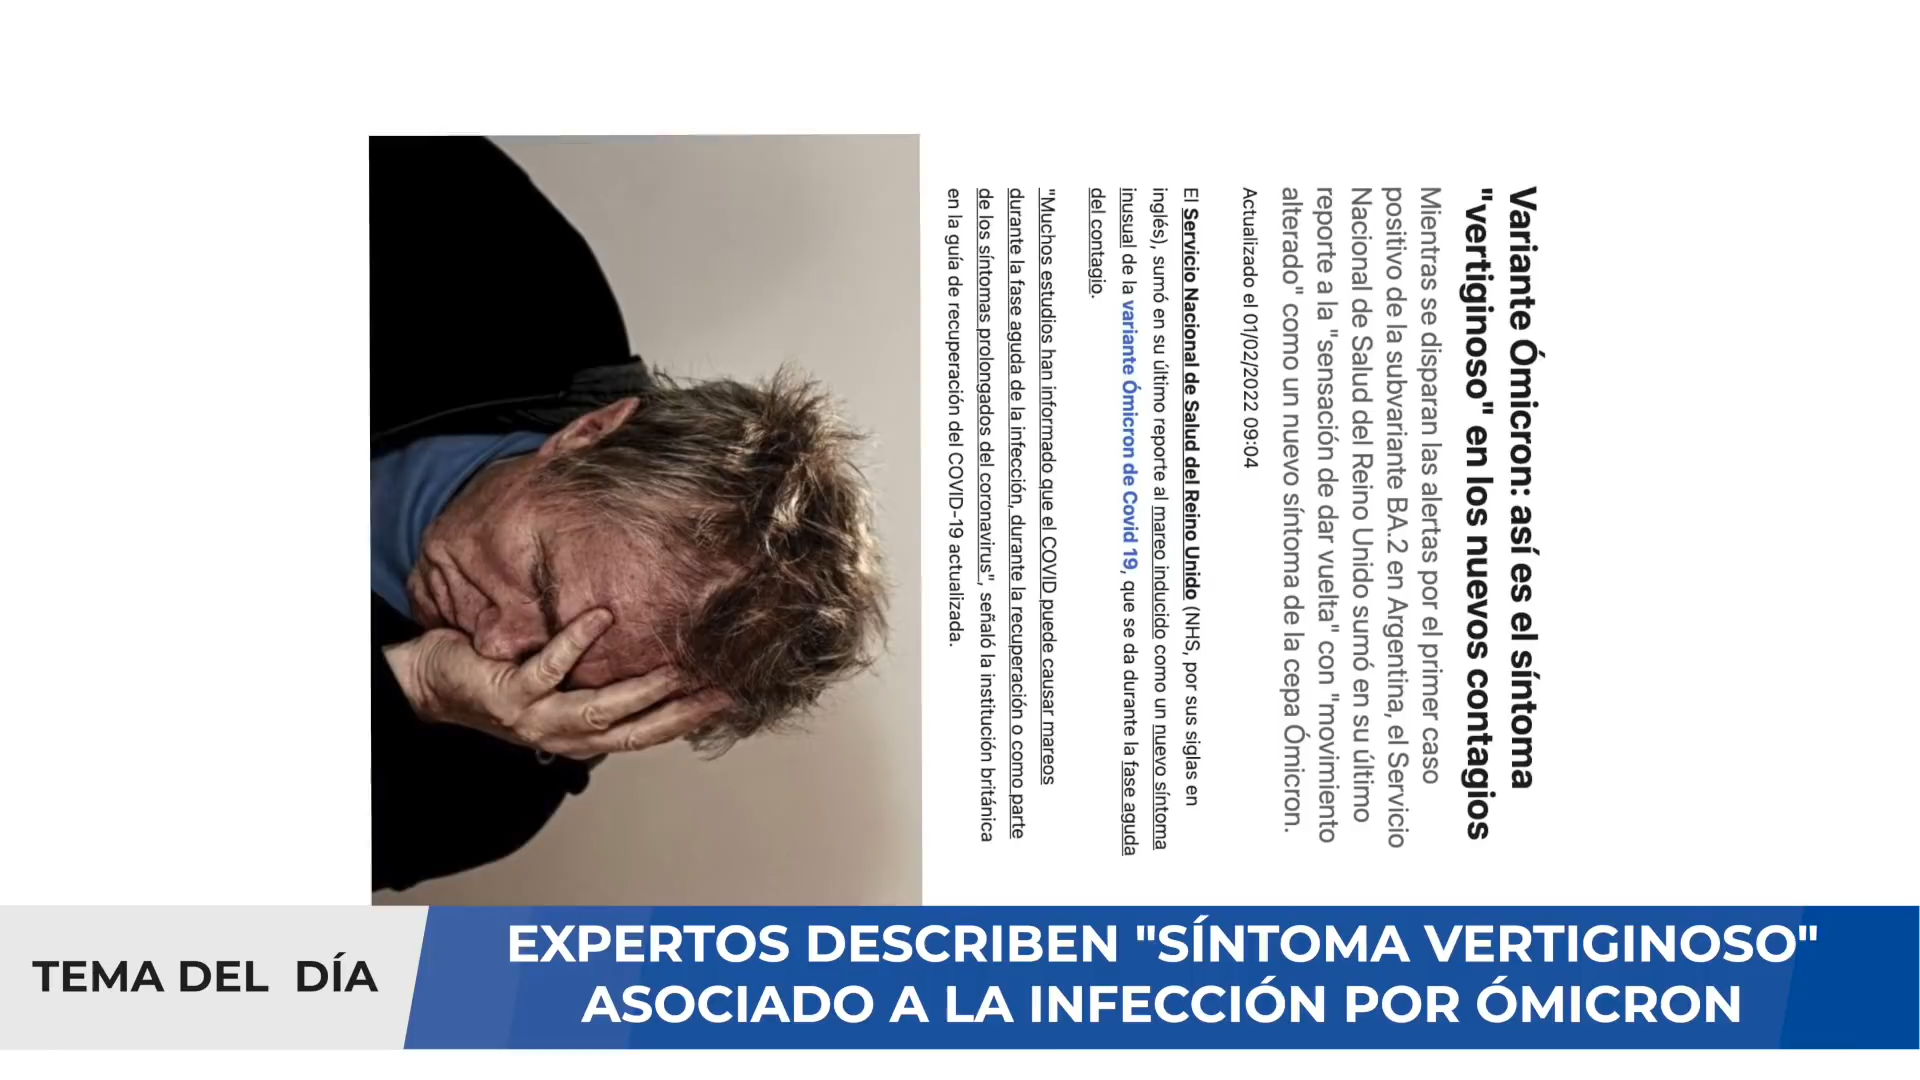 Variante Ómicron: así es el síntoma
"vertiginoso" en los nuevos contagios
Mientras se disparan las alertas por el primer caso
positivo de la subvariante BA.2 en Argentina, el Servicio
Nacional de Salud del Reino Unido sumó en su último
reporte a la "sensación de dar vuelta" con "movimiento
alterado" como un nuevo síntoma de la cepa Ómicron.
Actualizado el 01/02/2022 09:04
El Servicio Nacional de Salud del Reino Unido (NHS, por sus siglas en
inglés), sumó en su último reporte al mareo inducido como un nuevo síntoma
inusual de la variante Ómicron de Covid 19, que se da durante la fase aguda
del contagio.
"Muchos estudios han informado que el COVID puede causar mareos
durante la fase aguda de la infección, durante la recuperación o como parte
de los síntomas prolongados del coronavirus", señaló la institución británica
en la guía de recuperación del COVID-19 actualizada.
TEMA DEL DÍA
EXPERTOS DESCRIBEN "SÍNTOMA VERTIGINOSO"
ASOCIADO A LA INFECCIÓN POR ÓMICRON